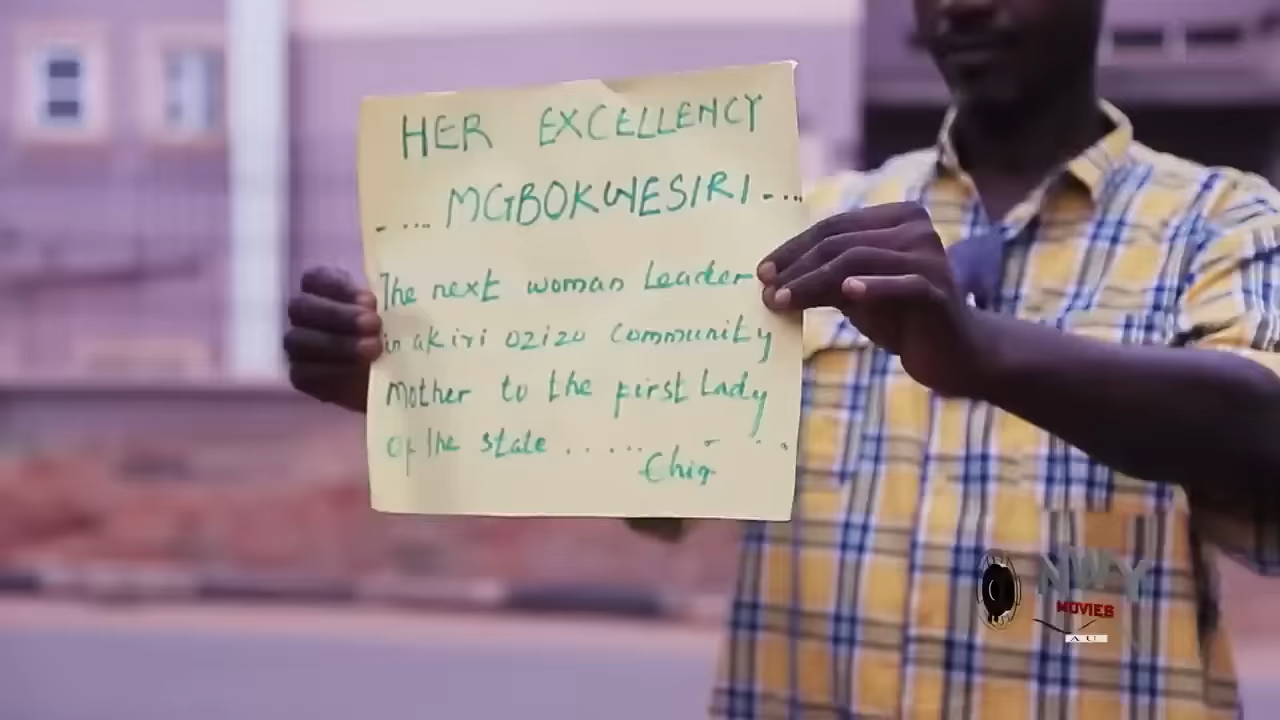 HER EXCELLENCY
- ... MGBOKWESIRI - ...
The next woman Leader
in akiri ozizo community
Mother to the first Lady
of the state . . . . . . . . .
MOVIES
A U